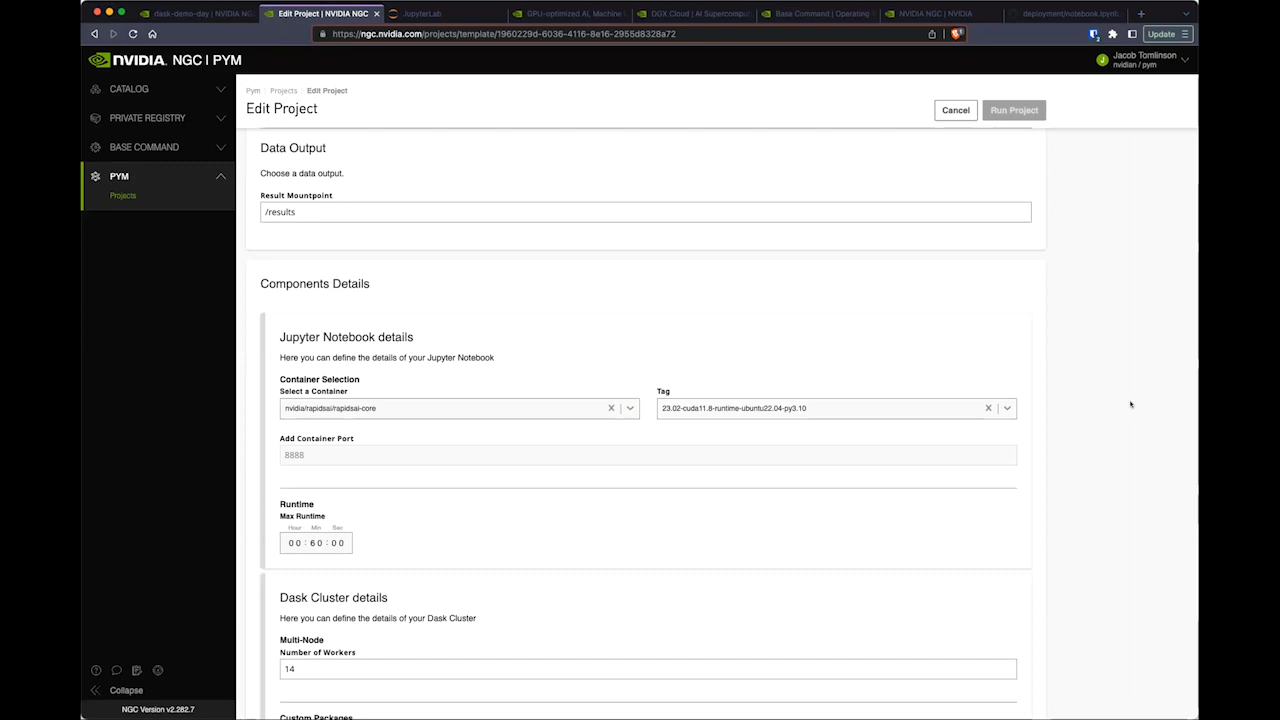 dask-demo-day | NVIDIA NG
Edit Project | NVIDIA NGC
JupyterLab
GPU-optimized AI, Machine
DGX Cloud | AI Supercomput
Base Command | Operating
NVIDIA NGC | NVIDIA
deployment/notebook.ipynb
https://ngc.nvidia.com/projects/template/1960229d-6036-4116-8e16-2955d8328a72
Update
NVIDIA. NGC | PYM
Jacob Tomlinson
nvidian / pym
CATALOG
PRIVATE REGISTRY
BASE COMMAND
PYM
Projects
Pym Projects Edit Project
Edit Project
Cancel
Run Project
Data Output
Choose a data output.
Result Mountpoint
/results
Components Details
Jupyter Notebook details
Here you can define the details of your Jupyter Notebook
Container Selection
Select a Container
Tag
nvidia/rapidsai/rapidsai-core
23.02-cuda11.8-runtime-ubuntu22.04-py3.10
Add Container Port
8888
Runtime
Max Runtime
Hour Min Sec
00 : 60 : 00
Dask Cluster details
Here you can define the details of your Dask Cluster
Multi-Node
Number of Workers
14
Custom Packages
Collapse
NGC Version v2.282.7